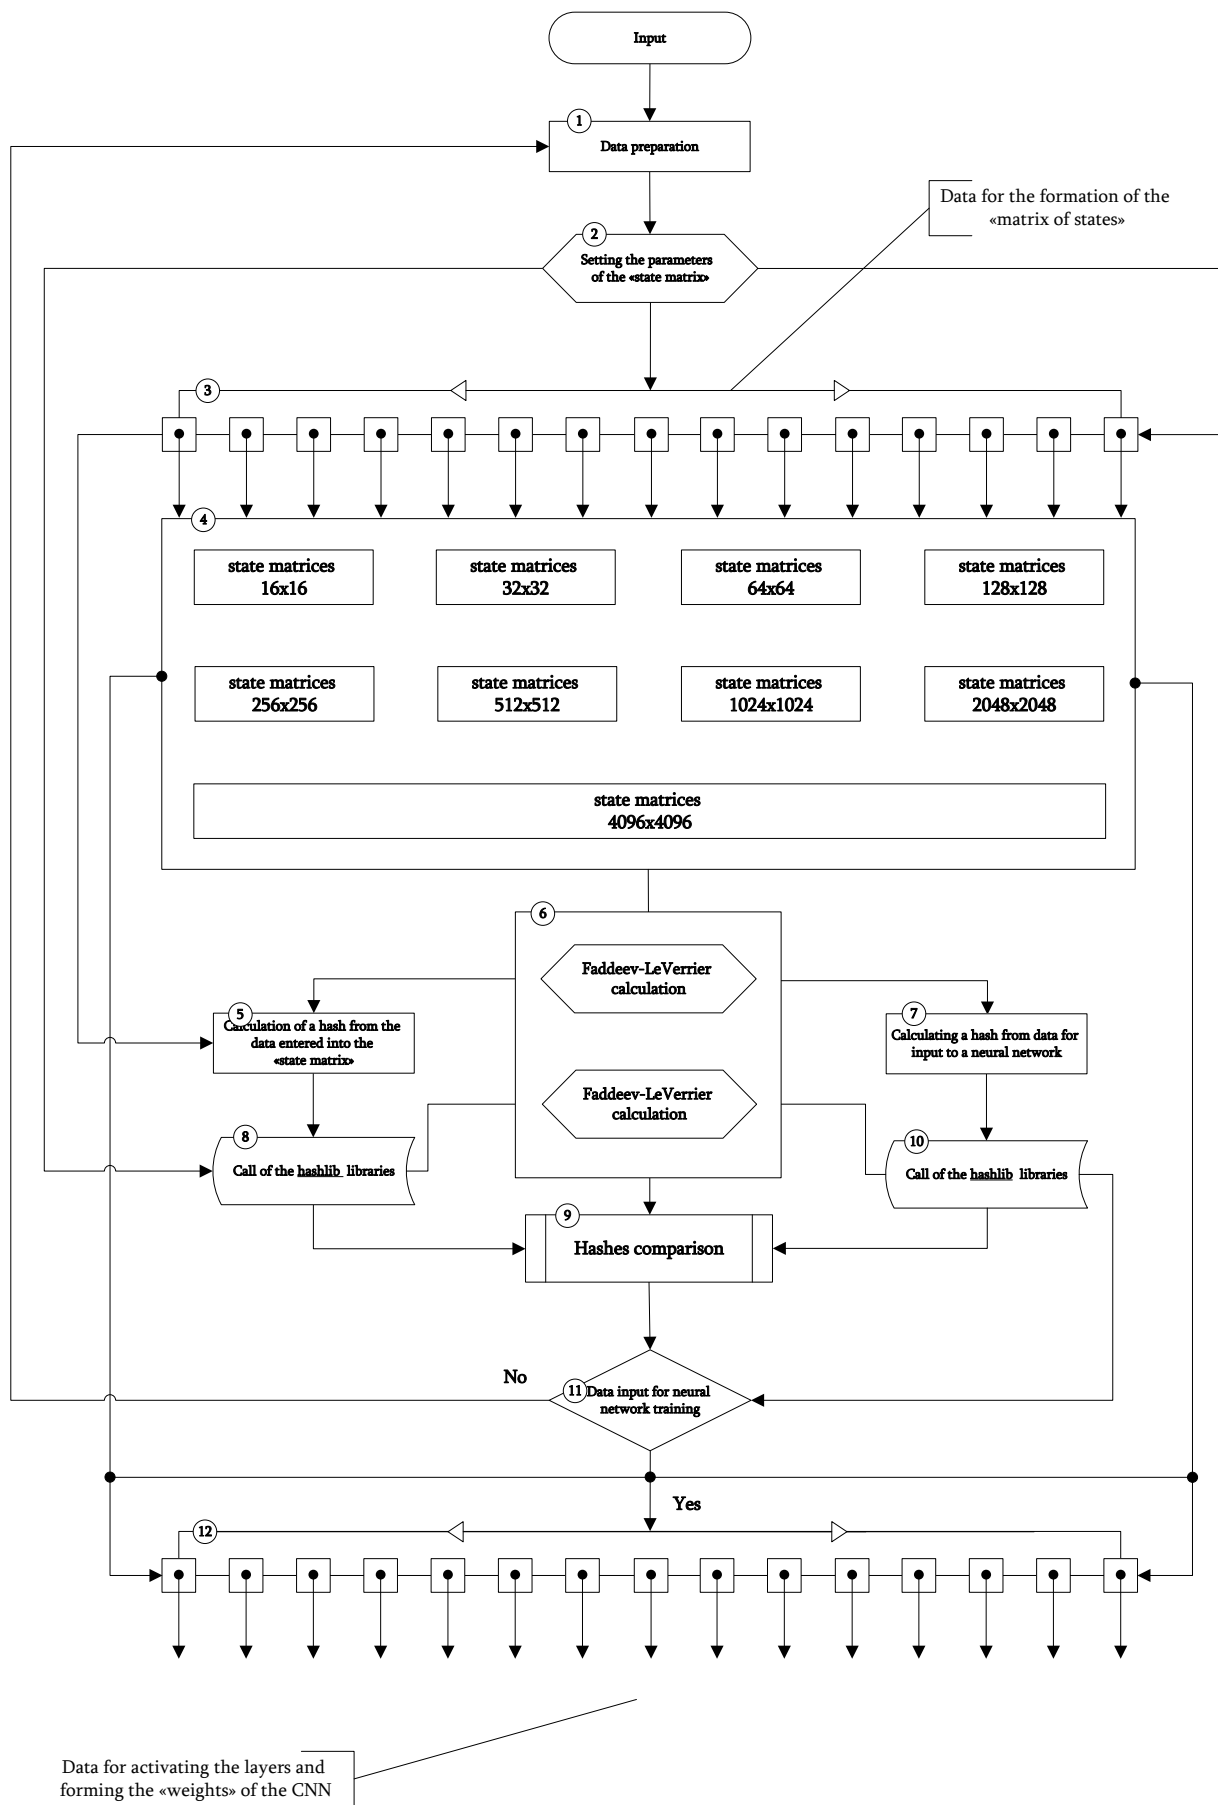 Input
1
Data preparation
Data for the formation of the
«matrix of states»
2
Setting the parameters
of the «state matrix»
3
4
state matrices
16x16
state matrices
32x32
state matrices
64x64
state matrices
128x128
state matrices
256x256
state matrices
512x512
state matrices
1024x1024
state matrices
2048x2048
state matrices
4096x4096
6
Faddeev-LeVerrier
calculation
5
Calculation of a hash from the
data entered into the
«state matrix»
7
Calculating a hash from data for
input to a neural network
Faddeev-LeVerrier
calculation
8
Call of the hashlib libraries
10
Call of the hashlib libraries
9
Hashes comparison
No
11
Data input for neural
network training
Yes
12
Data for activating the layers and
forming the «weights» of the CNN